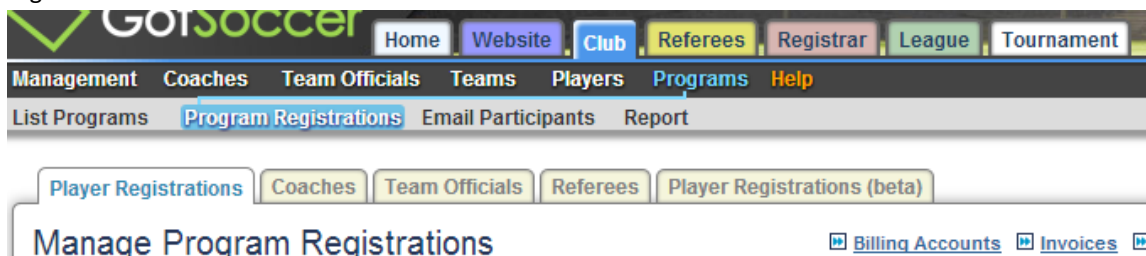 GotSoccer Home Website Club Referees Registrar League Tournament
Management Coaches Team Officials Teams Players Programs Help
List Programs Program Registrations Email Participants Report
Player Registrations Coaches Team Officials Referees Player Registrations (beta)
Manage Program Registrations Billing Accounts Invoices